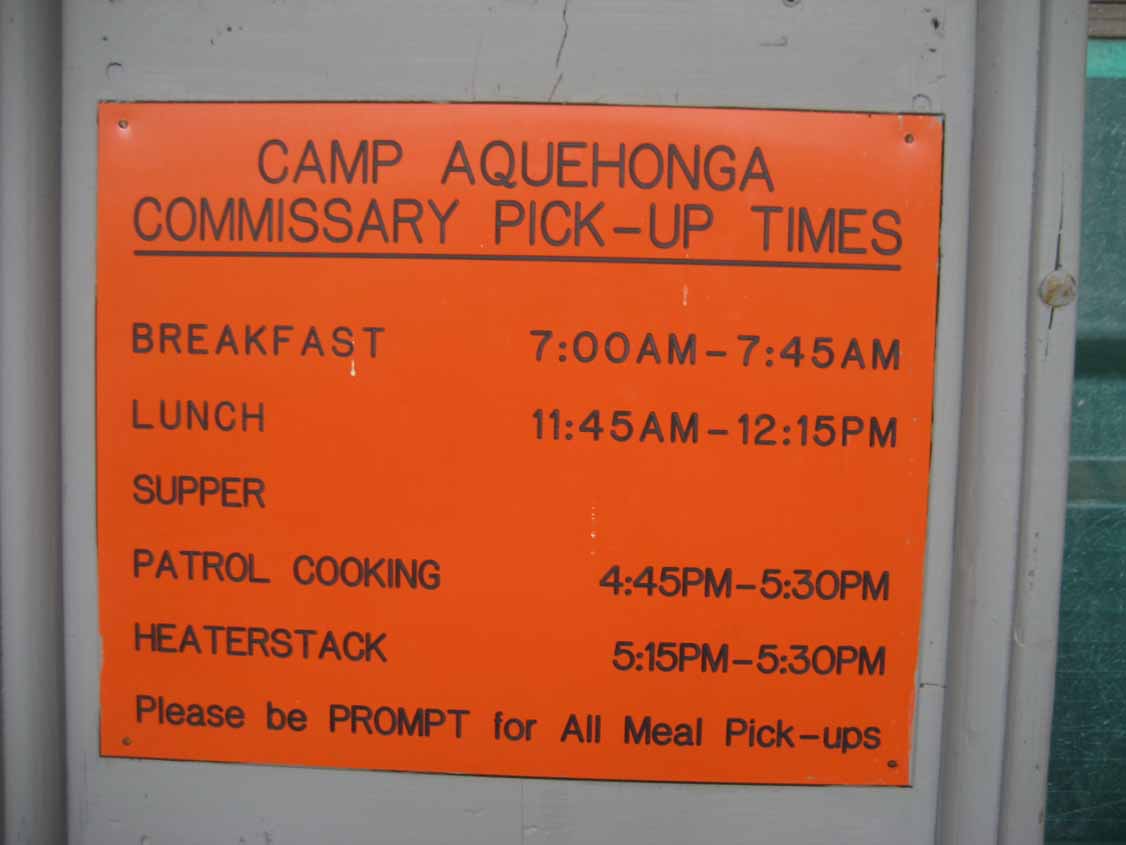 CAMP AQUEHONGA
COMMISSARY PICK-UP TIMES
BREAKFAST 7:00AM-7:45AM
LUNCH 11:45AM-12:15PM
SUPPER
PATROL COOKING 4:45PM-5:30PM
HEATERSTACK 5:15PM-5:30PM
Please be PROMPT for All Meal Pick-ups